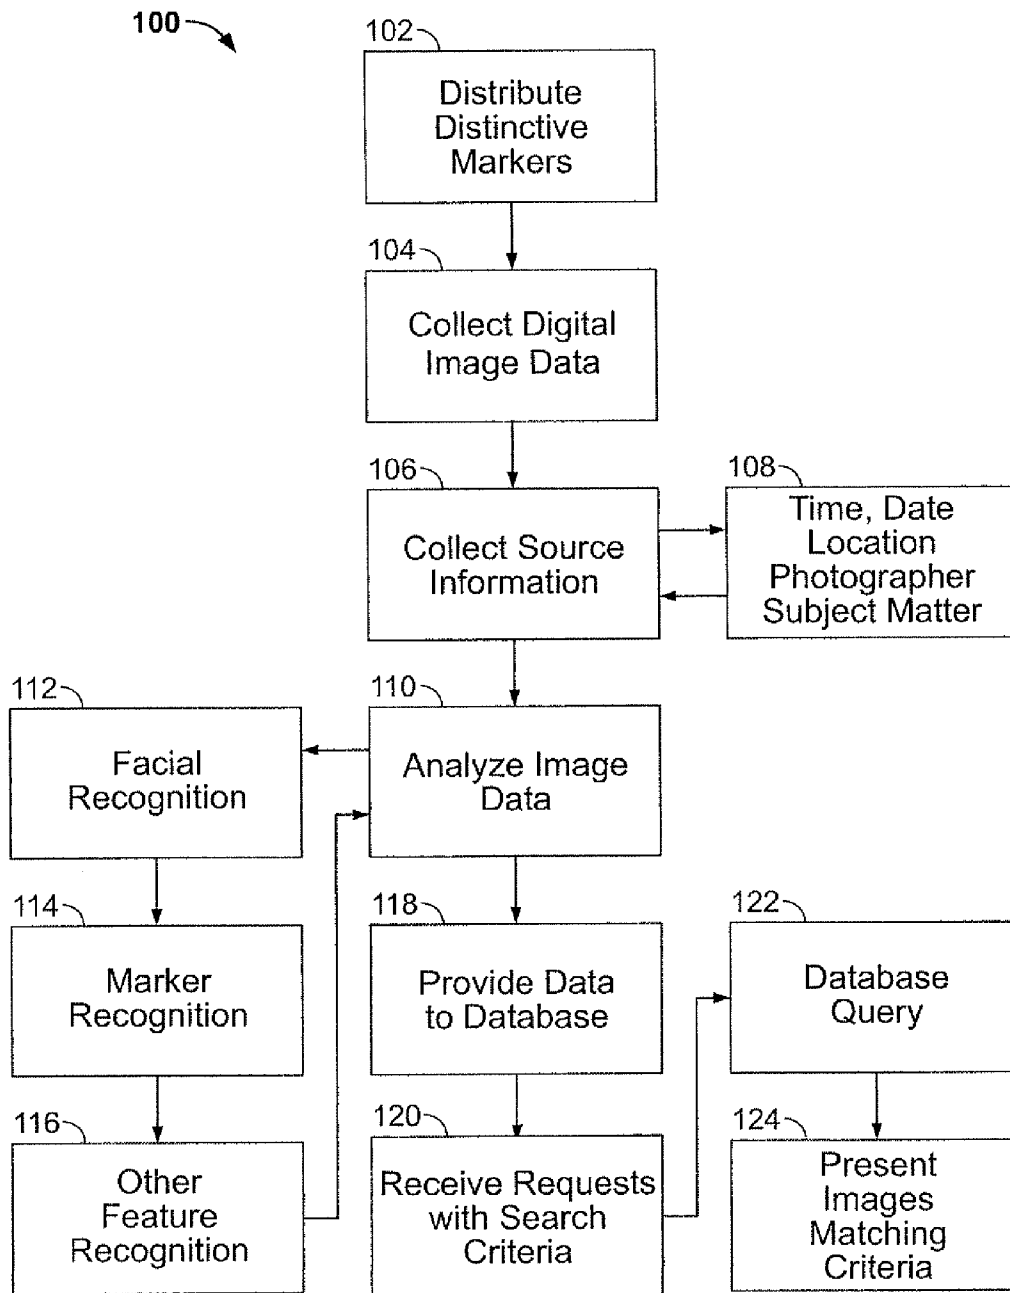 100
102
Distribute
Distinctive
Markers
104
Collect Digital
Image Data
106
Collect Source
Information
108
Time, Date
Location
Photographer
Subject Matter
110
Analyze Image
Data
112
Facial
Recognition
114
Marker
Recognition
116
Other
Feature
Recognition
118
Provide Data
to Database
120
Receive Requests
with Search
Criteria
122
Database
Query
124
Present
Images
Matching
Criteria